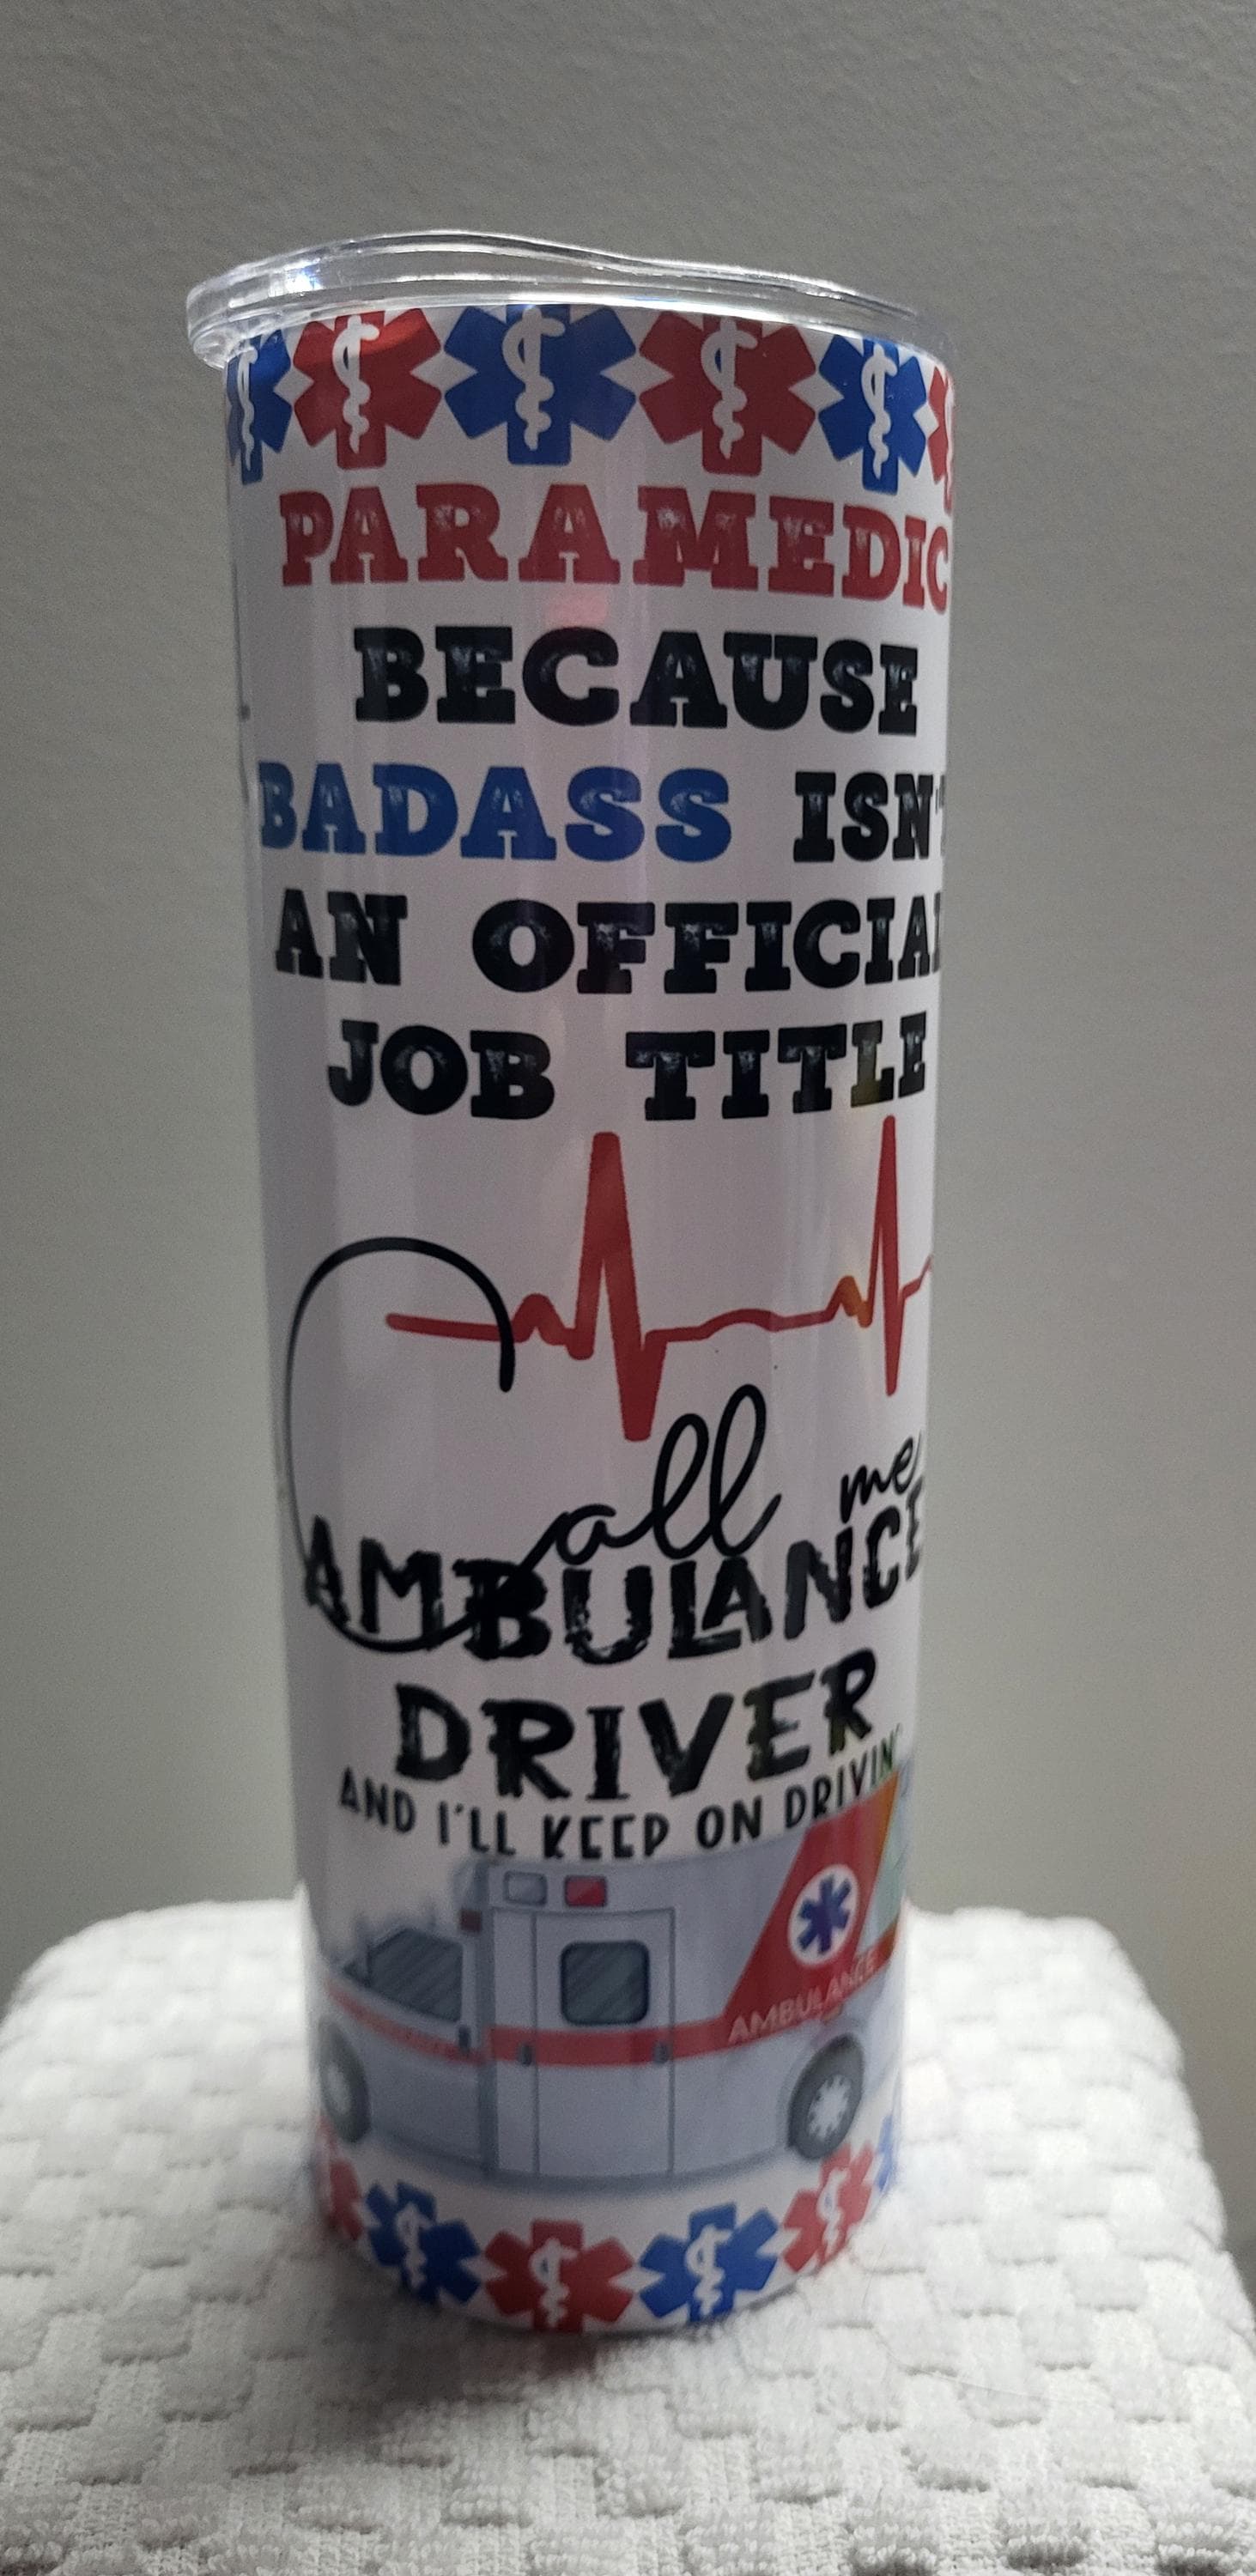 PARAMEDIC
BECAUSE
BADASS ISN'T
AN OFFICIAL
JOB TITLE
Call me
AMBULANCE
DRIVER
AND I'LL KEEP ON DRIVIN'
AMBULANCE